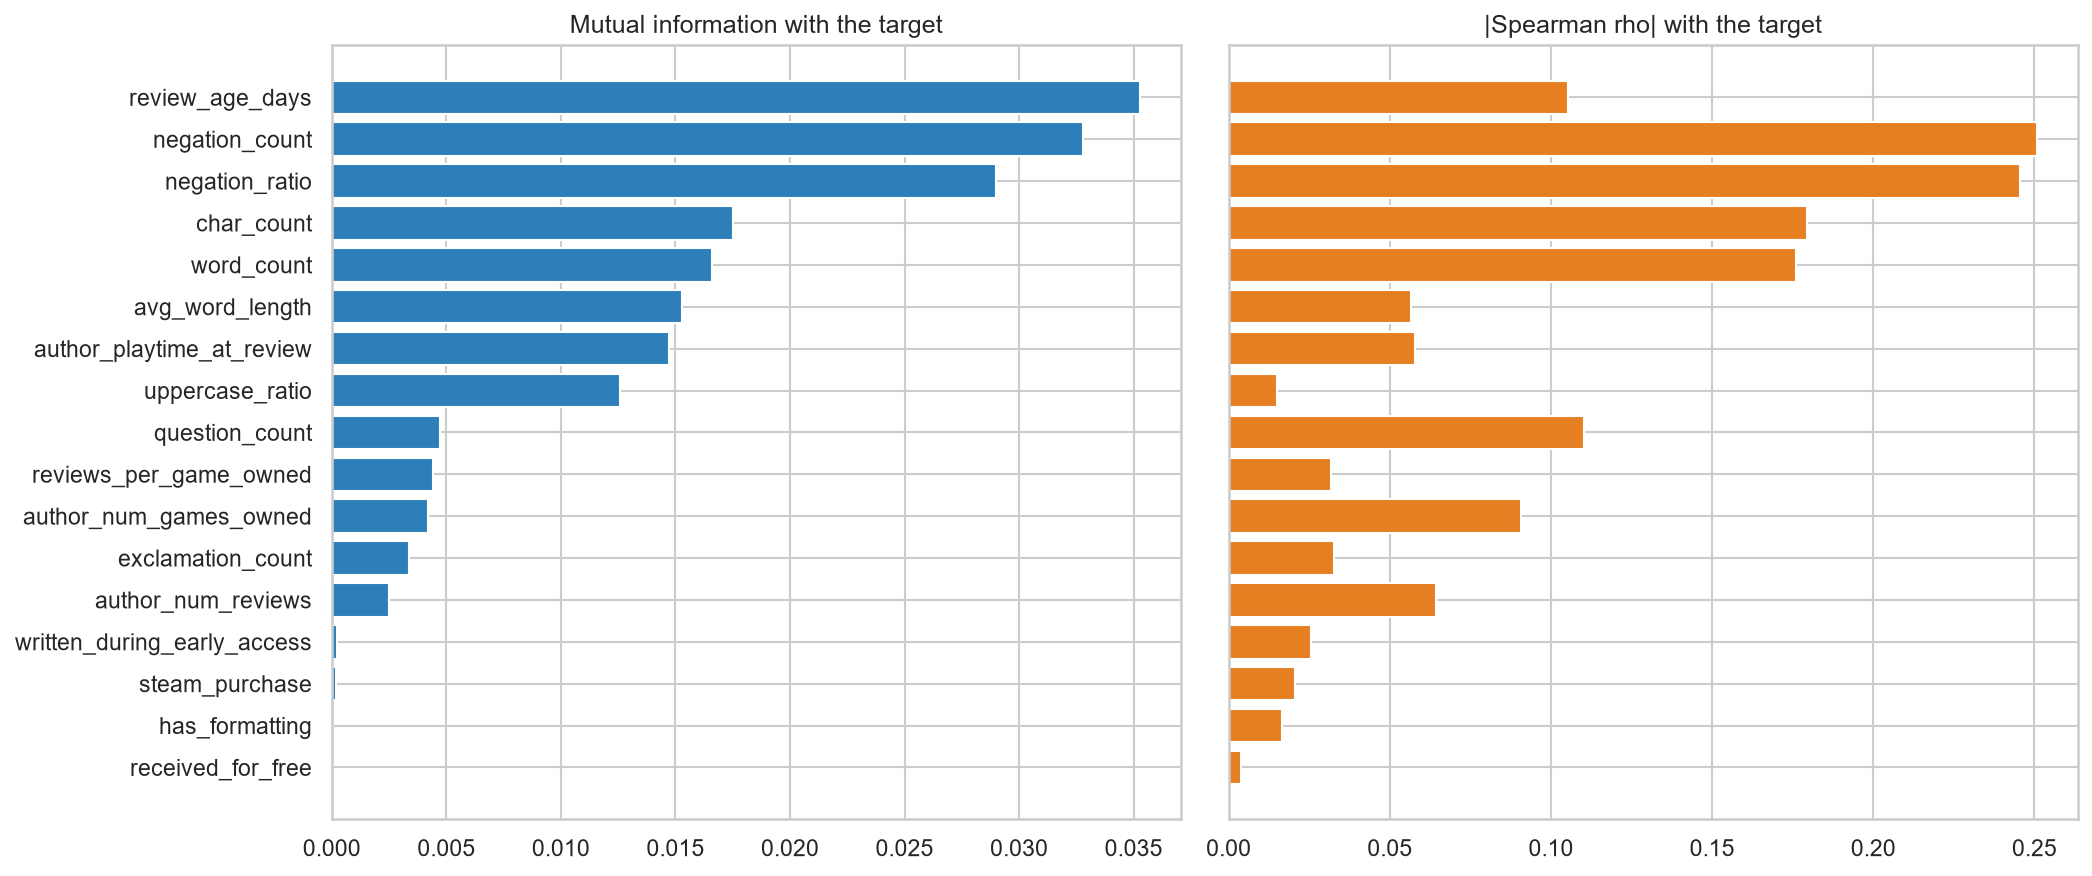 Mutual information with the target
|Spearman rho| with the target
review_age_days
negation_count
negation_ratio
char_count
word_count
avg_word_length
author_playtime_at_review
uppercase_ratio
question_count
reviews_per_game_owned
author_num_games_owned
exclamation_count
author_num_reviews
written_during_early_access
steam_purchase
has_formatting
received_for_free
0.000 0.005 0.010 0.015 0.020 0.025 0.030 0.035
0.00 0.05 0.10 0.15 0.20 0.25